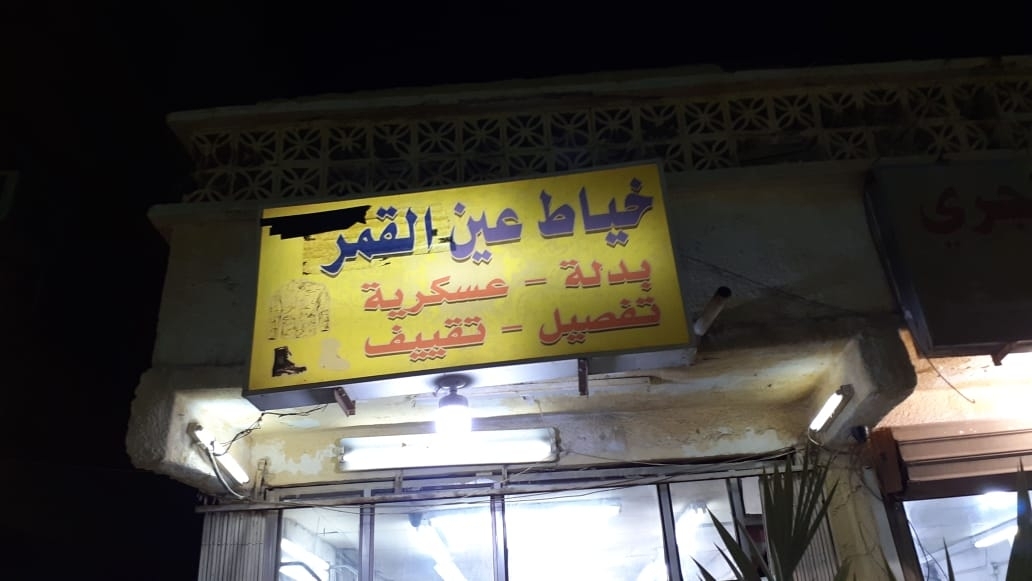 خياط عين القمر
بدلة - عسكرية
تفصيل - تقييف